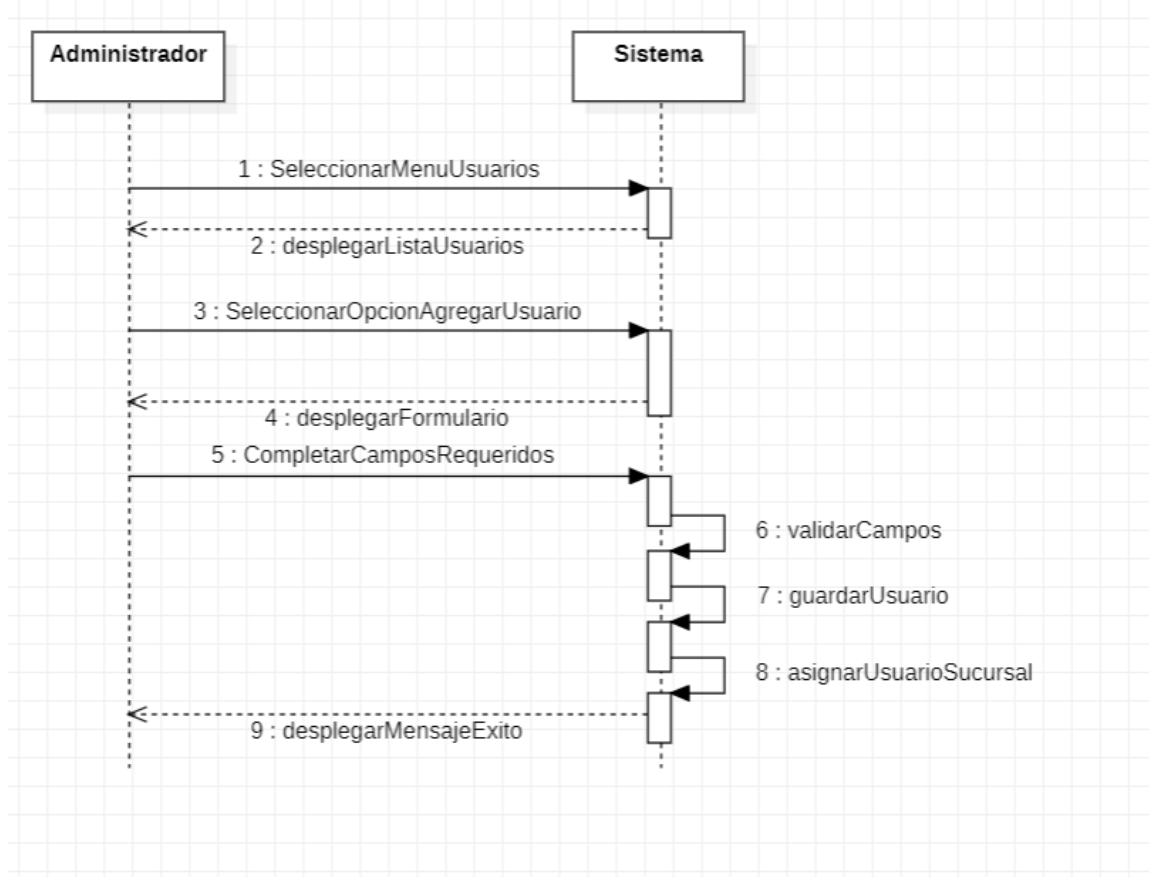 Administrador
Sistema
1 : SeleccionarMenuUsuarios
2 : desplegarListaUsuarios
3 : SeleccionarOpcionAgregarUsuario
4 : desplegarFormulario
5 : CompletarCamposRequeridos
6 : validarCampos
7 : guardarUsuario
8 : asignarUsuarioSucursal
9 : desplegarMensajeExito